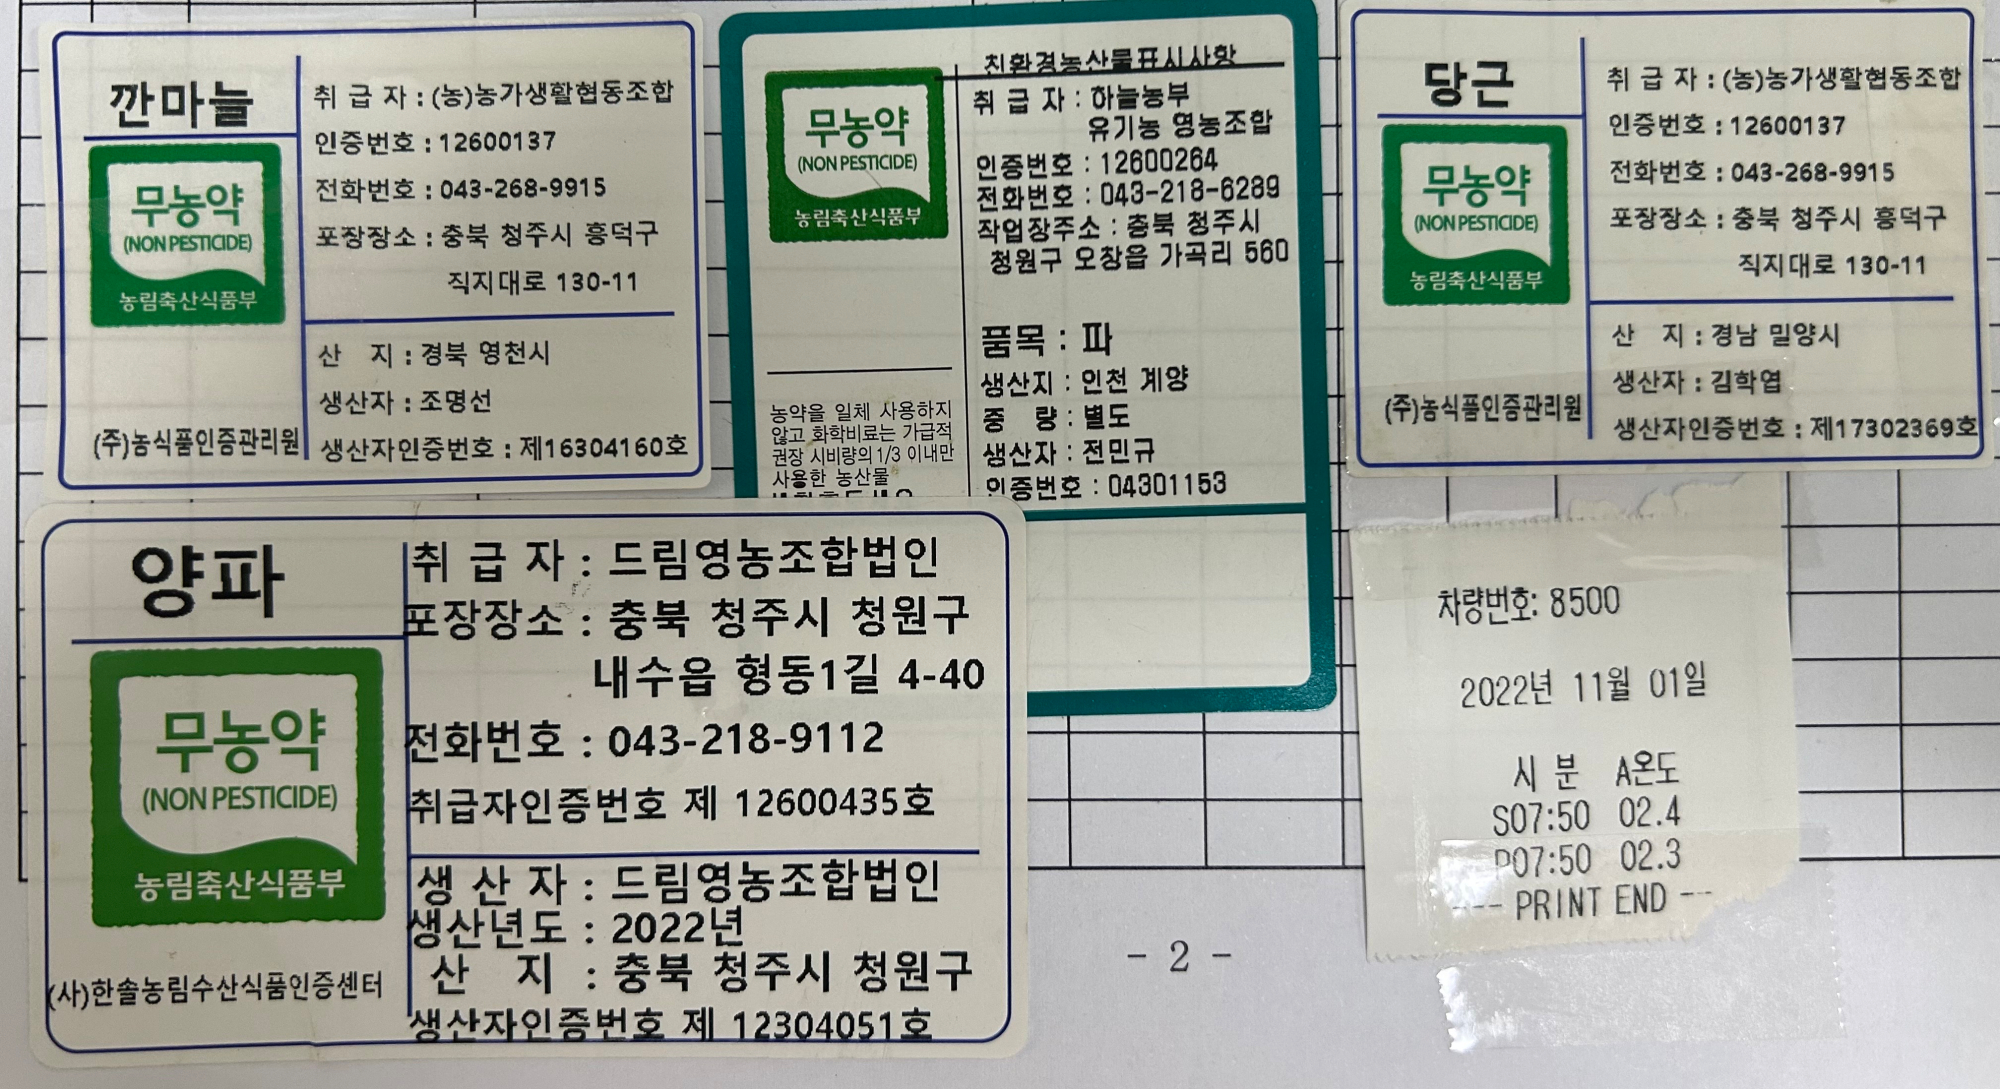 깐마늘
무농약
(NON PESTICIDE)
농림축산식품부
(주)농식품인증관리원
취 급 자 : (농)농가생활협동조합
인증번호 : 12600137
전화번호 : 043-268-9915
포장장소 : 충북 청주시 흥덕구
직지대로 130-11
산 지 : 경북 영천시
생산자 : 조명선
생산자인증번호 : 제16304160호
친환경농산물표시사항
무농약
(NON PESTICIDE)
농림축산식품부
농약을 일체 사용하지
않고 화학비료는 가급적
권장 시비량의 1/3 이내만
사용한 농산물
취 급 자 : 하늘농부
유기농 영농조합
인증번호 : 12600264
전화번호 : 043-218-6289
작업장주소 : 충북 청주시
청원구 오창읍 가곡리 560
품목 : 파
생산지 : 인천 계양
중 량 : 별도
생산자 : 전민규
인증번호 : 04301153
당근
무농약
(NON PESTICIDE)
농림축산식품부
(주)농식품인증관리원
취 급 자 : (농)농가생활협동조합
인증번호 : 12600137
전화번호 : 043-268-9915
포장장소 : 충북 청주시 흥덕구
직지대로 130-11
산 지 : 경남 밀양시
생산자 : 김학엽
생산자인증번호 : 제17302369호
양파
무농약
(NON PESTICIDE)
농림축산식품부
(사)한솔농림수산식품인증센터
취 급 자 : 드림영농조합법인
포장장소 : 충북 청주시 청원구
내수읍 형동1길 4-40
전화번호 : 043-218-9112
취급자인증번호 제 12600435호
생 산 자 : 드림영농조합법인
생산년도 : 2022년
산 지 : 충북 청주시 청원구
생산자인증번호 제 12304051호
차량번호: 8500
2022년 11월 01일
시 분 A온도
S07:50 02.4
P07:50 02.3
--- PRINT END --
- 2 -